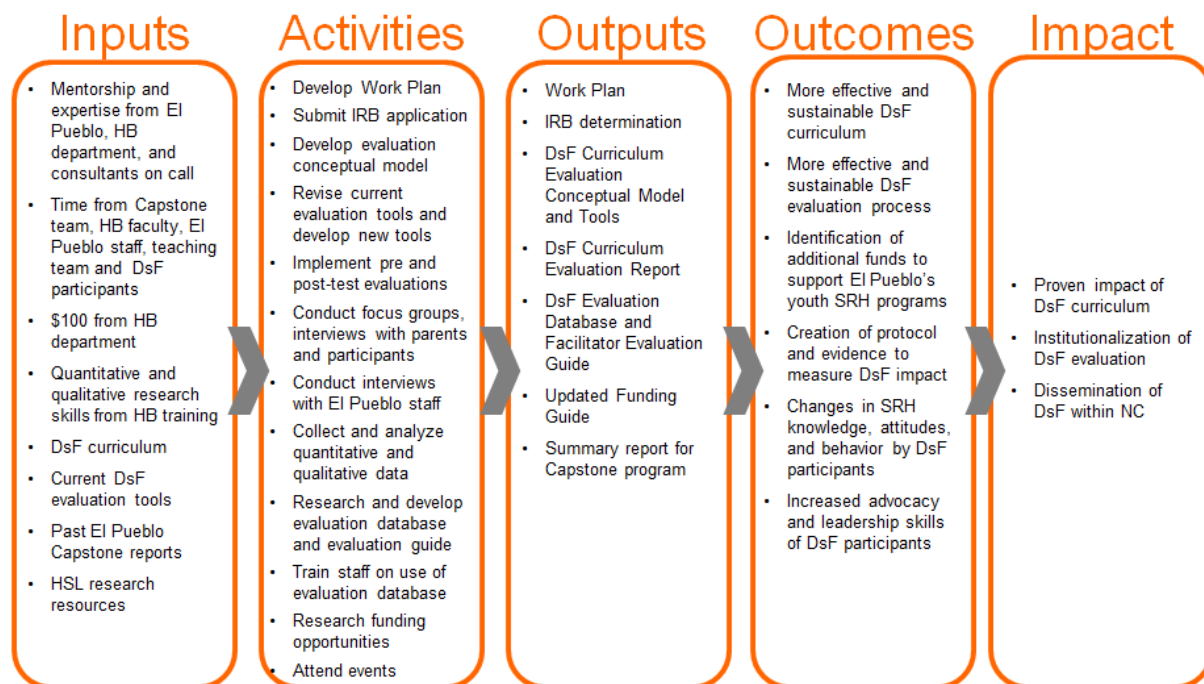 Inputs
• Mentorship and
expertise from El
Pueblo, HB
department, and
consultants on call
• Time from Capstone
team, HB faculty, El
Pueblo staff, teaching
team and DsF
participants
• $100 from HB
department
• Quantitative and
qualitative research
skills from HB training
• DsF curriculum
• Current DsF
evaluation tools
• Past El Pueblo
Capstone reports
• HSL research
resources
Activities
• Develop Work Plan
• Submit IRB application
• Develop evaluation
conceptual model
• Revise current
evaluation tools and
develop new tools
• Implement pre and
post-test evaluations
• Conduct focus groups,
interviews with parents
and participants
• Conduct interviews
with El Pueblo staff
• Collect and analyze
quantitative and
qualitative data
• Research and develop
evaluation database
and evaluation guide
• Train staff on use of
evaluation database
• Research funding
opportunities
• Attend events
Outputs
• Work Plan
• IRB determination
• DsF Curriculum
Evaluation
Conceptual Model
and Tools
• DsF Curriculum
Evaluation Report
• DsF Evaluation
Database and
Facilitator Evaluation
Guide
• Updated Funding
Guide
• Summary report for
Capstone program
Outcomes
• More effective and
sustainable DsF
curriculum
• More effective and
sustainable DsF
evaluation process
• Identification of
additional funds to
support El Pueblo's
youth SRH programs
• Creation of protocol
and evidence to
measure DsF impact
• Changes in SRH
knowledge, attitudes,
and behavior by DsF
participants
• Increased advocacy
and leadership skills
of DsF participants
Impact
• Proven impact of
DsF curriculum
• Institutionalization of
DsF evaluation
• Dissemination of
DsF within NC